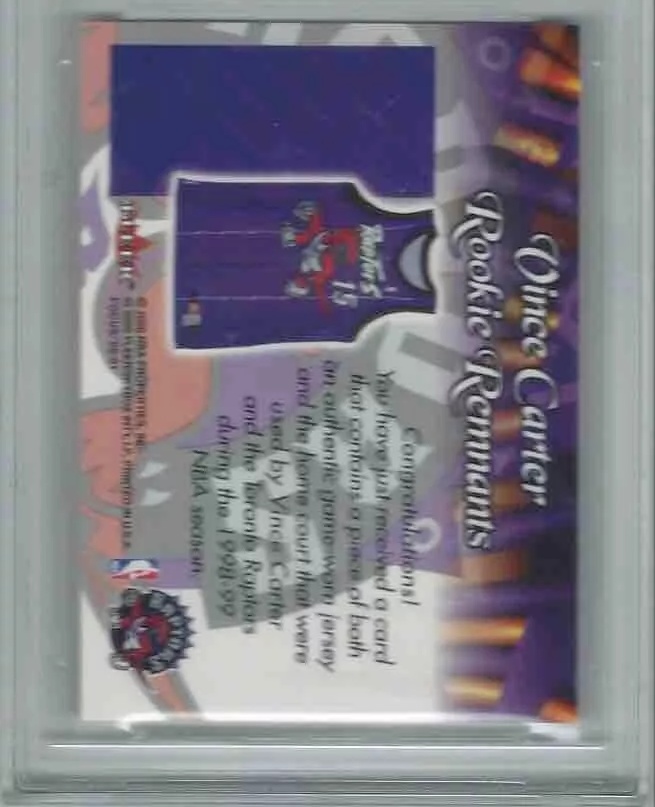 Vince Carter
Rookie Remnants
Congratulations!
You have just received a card
that contains a piece of both
an authentic game-worn jersey
and the home court that were
used by Vince Carter
and the Toronto Raptors
during the 1998-99
NBA season.
RAPTORS
15
RAPTORS